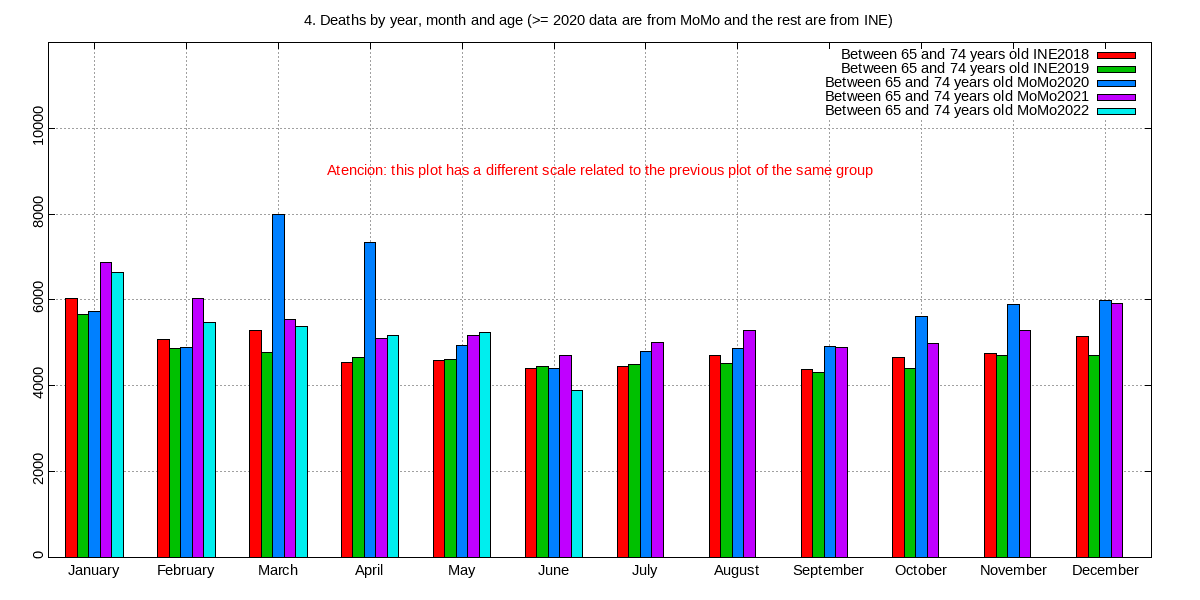 4. Deaths by year, month and age (>= 2020 data are from MoMo and the rest are from INE)
Between 65 and 74 years old INE2018
Between 65 and 74 years old INE2019
Between 65 and 74 years old MoMo2020
Between 65 and 74 years old MoMo2021
Between 65 and 74 years old MoMo2022
Atencion: this plot has a different scale related to the previous plot of the same group
10000
8000
6000
4000
2000
0
January February March April May June July August September October November December